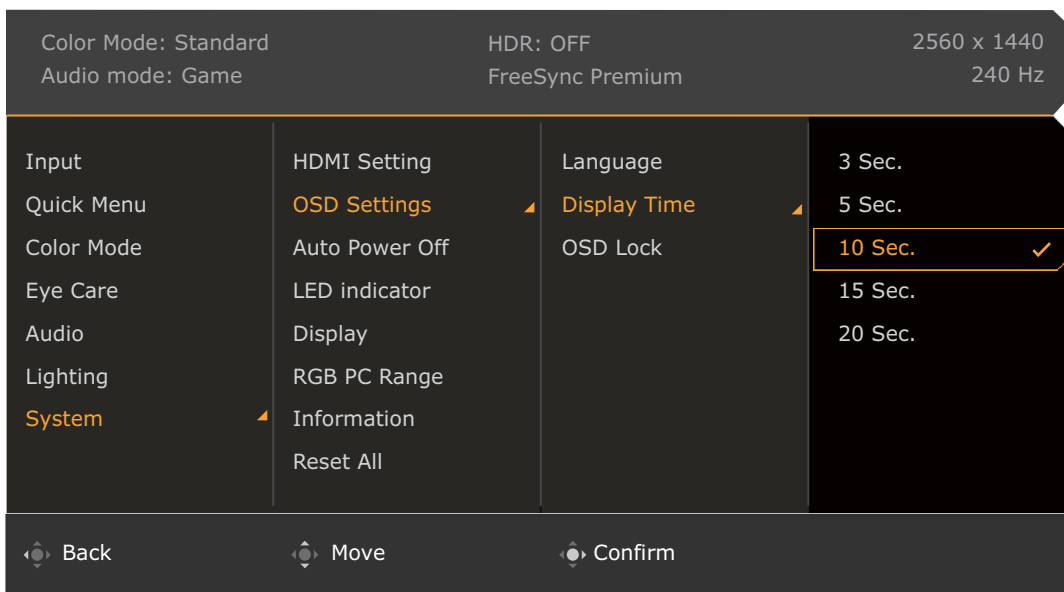 Color Mode: Standard
HDR: OFF
2560 x 1440
Audio mode: Game
FreeSync Premium
240 Hz
Input
Quick Menu
Color Mode
Eye Care
Audio
Lighting
System
HDMI Setting
OSD Settings
Auto Power Off
LED indicator
Display
RGB PC Range
Information
Reset All
Language
Display Time
OSD Lock
3 Sec.
5 Sec.
10 Sec.
15 Sec.
20 Sec.
Back
Move
Confirm